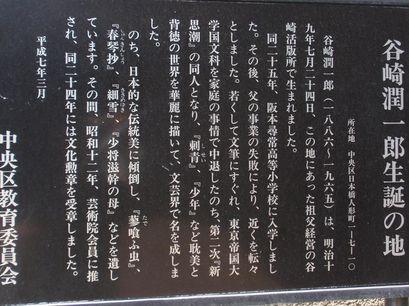 谷崎潤一郎生誕の地
所在地 中央区日本橋人形町一-七-一〇
谷崎潤一郎（一八八六〜一九六五）は、明治十
九年七月二十四日、この地にあった祖父経営の谷
崎活版所で生まれました。
同二十五年、阪本尋常高等小学校に入学しまし
た。その後、父の事業の失敗により、近くを転々
としました。若くして文筆にすぐれ、東京帝国大
学国文科を家庭の事情で中退したのち、第二次『新
思潮』の同人となり、『刺青』、『少年』など耽美と
背徳の世界を華麗に描いて、文芸界で名を成しま
した。
のち、日本的な伝統美に傾倒し、『蓼喰ふ虫』、
『春琴抄』、『細雪』、『少将滋幹の母』などを遺し
ています。その間、昭和十二年、芸術院会員に推
され、同二十四年には文化勲章を受章しました。
平成七年三月
中央区教育委員会